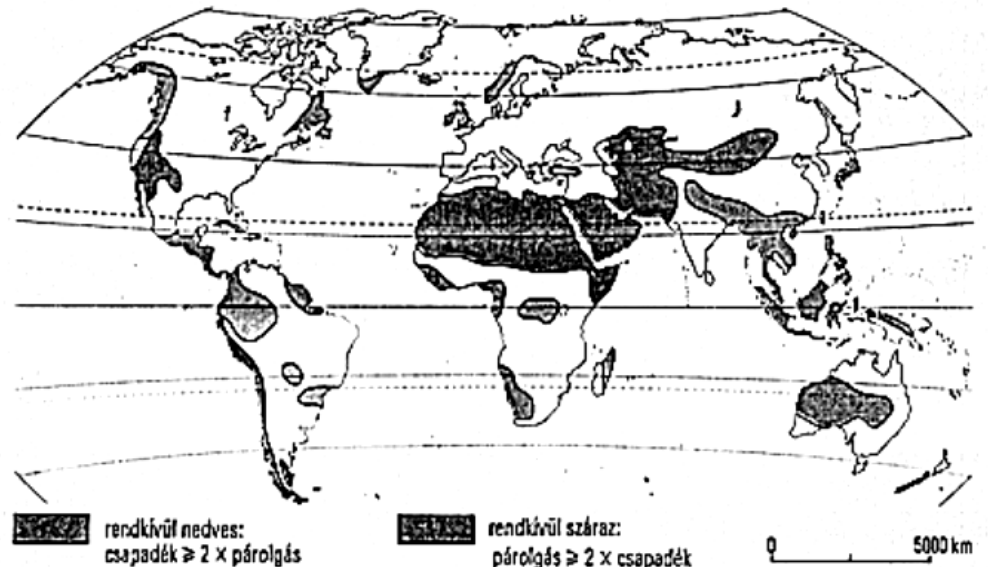 rendkívül nedves:
csapadék ≥ 2 x párolgás
rendkívül száraz:
párolgás ≥ 2 x csapadék
0 5000 km